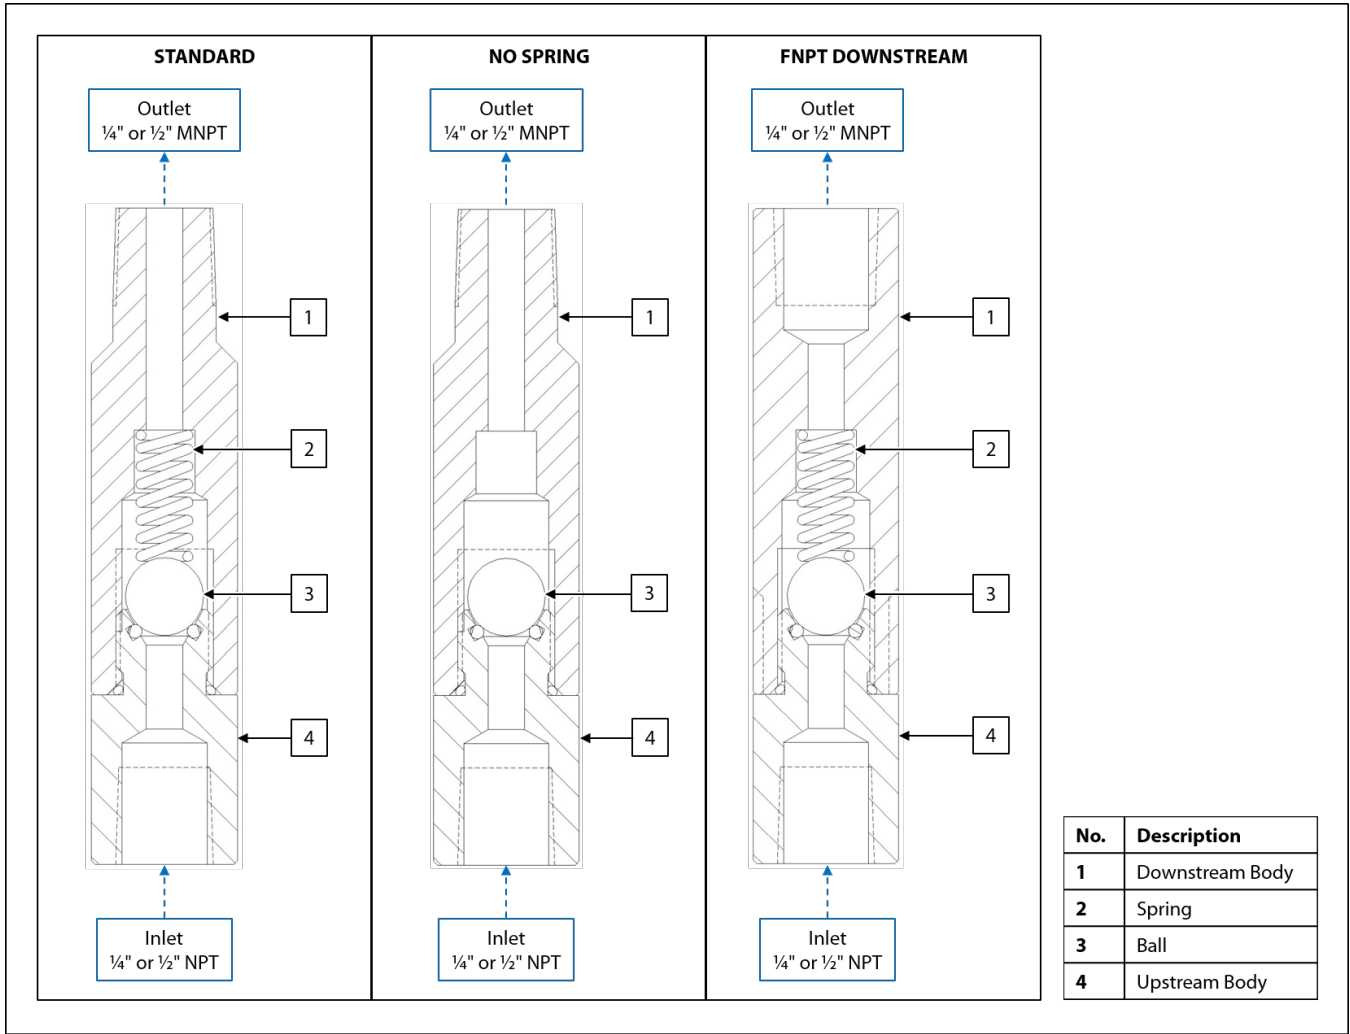 STANDARD
Outlet
¼" or ½" MNPT
1
2
3
4
Inlet
¼" or ½" NPT
NO SPRING
Outlet
¼" or ½" MNPT
1
3
4
Inlet
¼" or ½" NPT
FNPT DOWNSTREAM
Outlet
¼" or ½" MNPT
1
2
3
4
Inlet
¼" or ½" NPT
No. Description
1 Downstream Body
2 Spring
3 Ball
4 Upstream Body